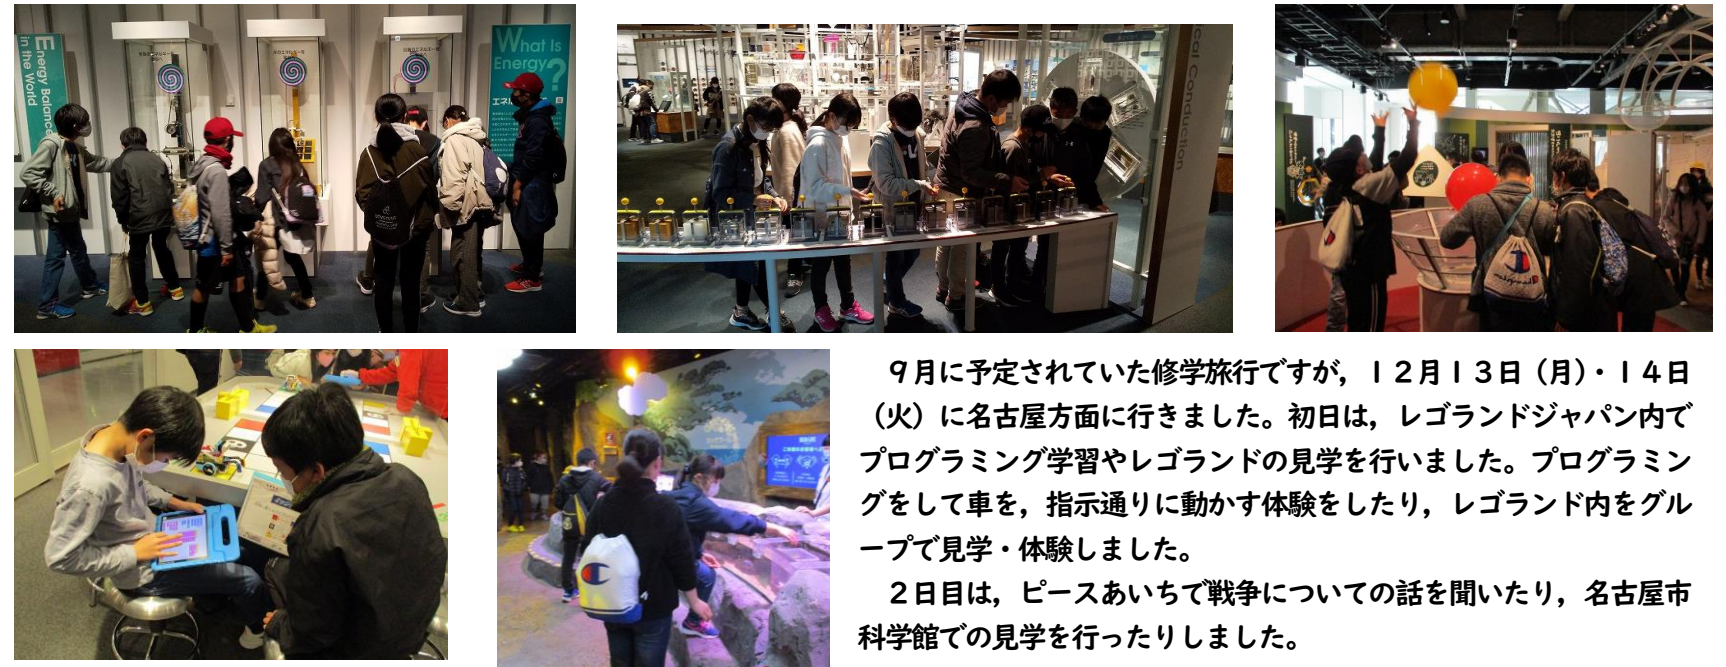 Energy Balance
in the World
What Is
Energy?
エネル
cal Conduction
９月に予定されていた修学旅行ですが，１２月１３日（月）・１４日
（火）に名古屋方面に行きました。初日は，レゴランドジャパン内で
プログラミング学習やレゴランドの見学を行いました。プログラミン
グをして車を，指示通りに動かす体験をしたり，レゴランド内をグル
ープで見学・体験しました。
２日目は，ピースあいちで戦争についての話を聞いたり，名古屋市
科学館での見学を行ったりしました。